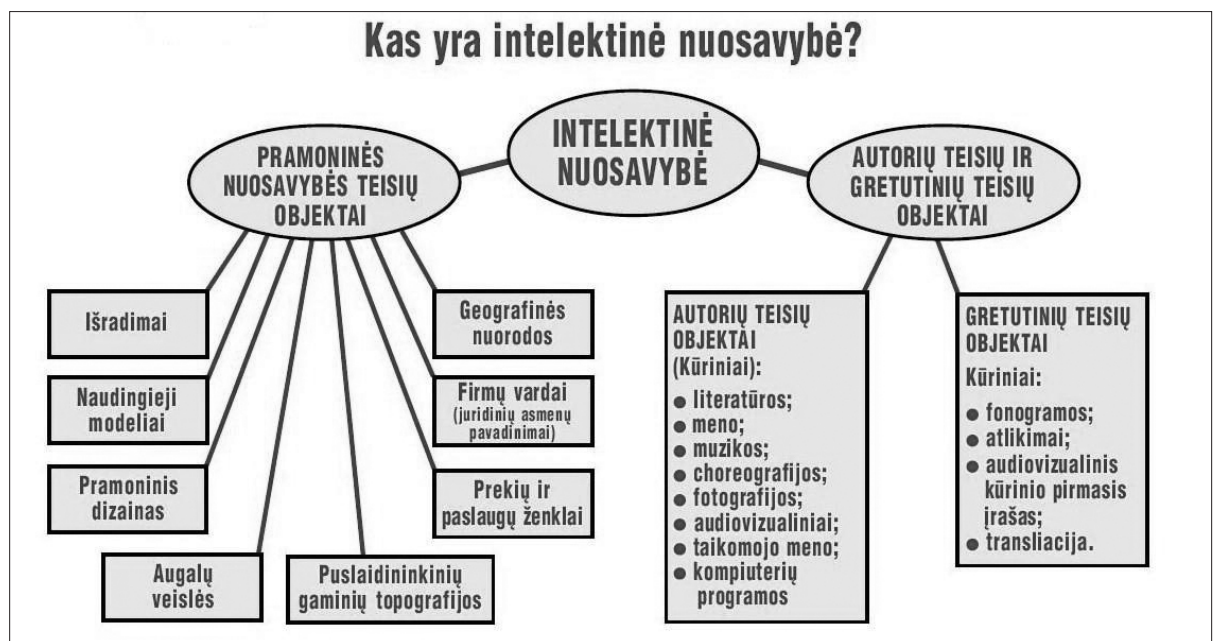 Kas yra intelektinė nuosavybė?
INTELEKTINĖ
NUOSAVYBĖ
PRAMONINĖS
NUOSAVYBĖS TEISIŲ
OBJEKTAI
AUTORIŲ TEISIŲ IR
GRETUTINIŲ TEISIŲ
OBJEKTAI
Išradimai
Naudingieji
modeliai
Pramoninis
dizainas
Augalų
veislės
Puslaidininkinių
gaminių topografijos
Geografinės
nuorodos
Firmų vardai
(juridinių asmenų
pavadinimai)
Prekių ir
paslaugų ženklai
AUTORIŲ TEISIŲ
OBJEKTAI
(Kūriniai):
● literatūros;
● meno;
● muzikos;
● choreografijos;
● fotografijos;
● audiovizualiniai;
● taikomojo meno;
● kompiuterių
programos
GRETUTINIŲ TEISIŲ
OBJEKTAI
Kūriniai:
● fonogramos;
● atlikimai;
● audiovizualinis
kūrinio pirmasis
įrašas;
● transliacija.